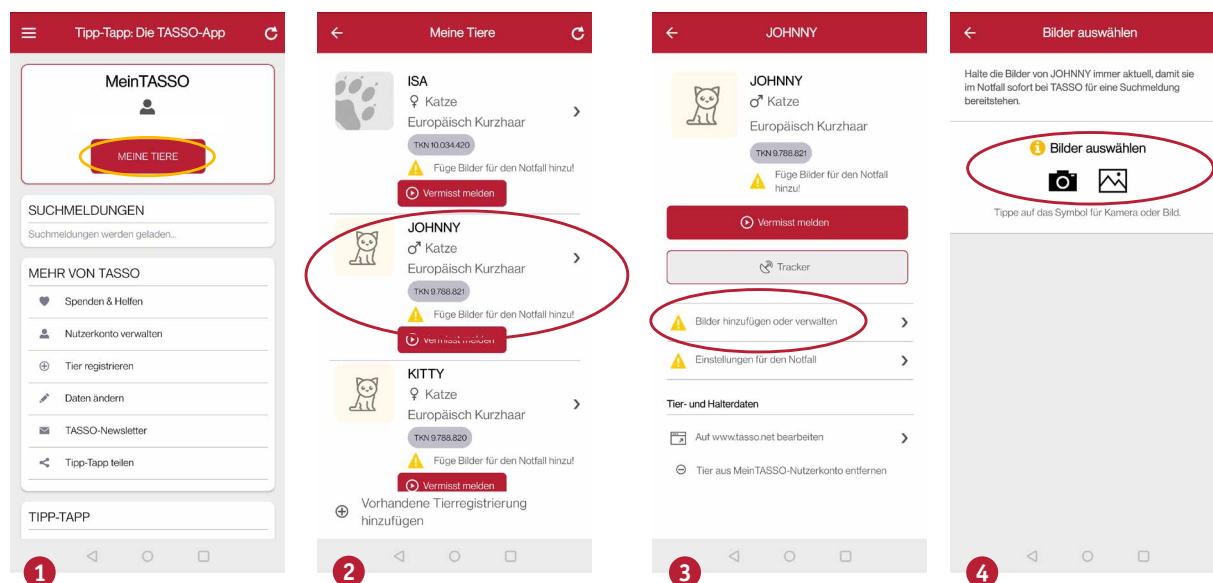 Tipp-Tapp: Die TASSO-App
MeinTASSO
MEINE TIERE
SUCHMELDUNGEN
Suchmeldungen werden geladen...
MEHR VON TASSO
Spenden & Helfen
Nutzerkonto verwalten
Tier registrieren
Daten ändern
TASSO-Newsletter
Tipp-Tapp teilen
TIPP-TAPP
1
Meine Tiere
ISA
♀ Katze
Europäisch Kurzhaar
TKN 10.034.420
Füge Bilder für den Notfall hinzu!
Vermisst melden
JOHNNY
♂ Katze
Europäisch Kurzhaar
TKN 9.788.821
Füge Bilder für den Notfall hinzu!
Vermisst melden
KITTY
♀ Katze
Europäisch Kurzhaar
TKN 9.788.820
Füge Bilder für den Notfall hinzu!
Vermisst melden
Vorhandene Tierregistrierung
hinzufügen
2
JOHNNY
JOHNNY
♂ Katze
Europäisch Kurzhaar
TKN 9.788.821
Füge Bilder für den Notfall
hinzu!
Vermisst melden
Tracker
Bilder hinzufügen oder verwalten
Einstellungen für den Notfall
Tier- und Halterdaten
Auf www.tasso.net bearbeiten
Tier aus MeinTASSO-Nutzerkonto entfernen
3
Bilder auswählen
Halte die Bilder von JOHNNY immer aktuell, damit sie
im Notfall sofort bei TASSO für eine Suchmeldung
bereitstehen.
Bilder auswählen
Tippe auf das Symbol für Kamera oder Bild.
4